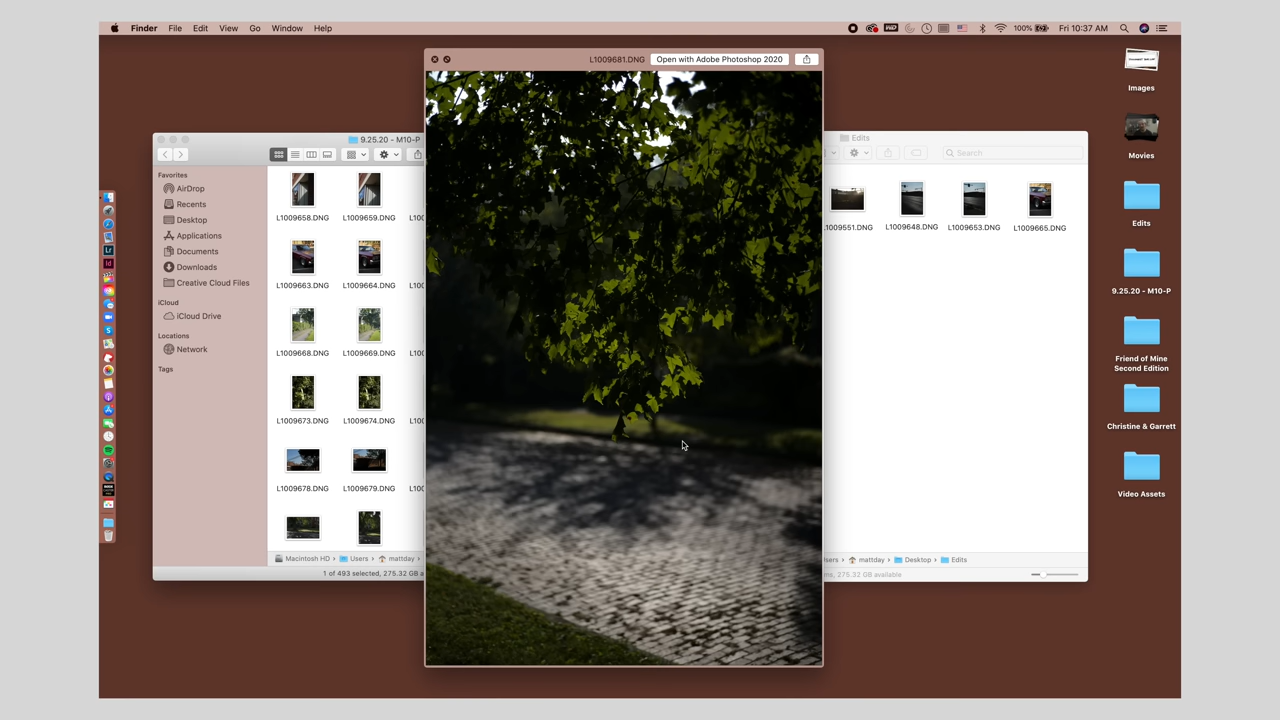 Finder File Edit View Go Window Help
100% Fri 10:37 AM
L1009681.DNG Open with Adobe Photoshop 2020
9.25.20 - M10-P
Favorites
AirDrop
Recents
Desktop
Applications
Documents
Downloads
Creative Cloud Files
iCloud
iCloud Drive
Locations
Network
Tags
L1009658.DNG L1009659.DNG
L1009663.DNG L1009664.DNG
L1009668.DNG L1009669.DNG
L1009673.DNG L1009674.DNG
L1009678.DNG L1009679.DNG
Macintosh HD › Users › mattday ›
1 of 493 selected, 275.32 GB a
Edits
Search
.1009551.DNG L1009648.DNG L1009653.DNG L1009665.DNG
sers › mattday › Desktop › Edits
ms, 275.32 GB available
Images
Movies
Edits
9.25.20 - M10-P
Friend of Mine
Second Edition
Christine & Garrett
Video Assets